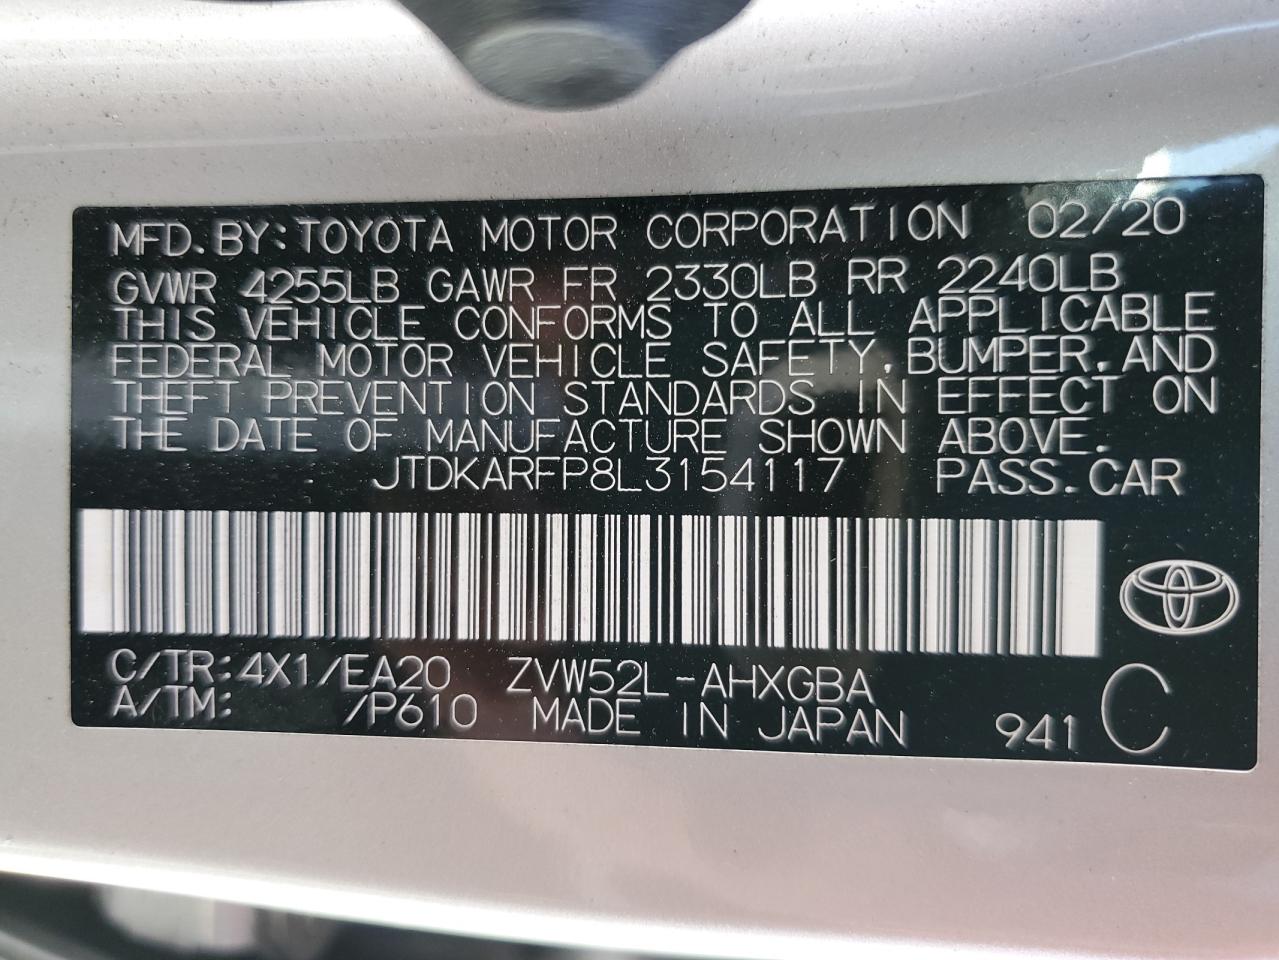 MFD. BY: TOYOTA MOTOR CORPORATION 02/20
GVWR 4255LB GAWR FR 2330LB RR 2240LB
THIS VEHICLE CONFORMS TO ALL APPLICABLE
FEDERAL MOTOR VEHICLE SAFETY, BUMPER, AND
THEFT PREVENTION STANDARDS IN EFFECT ON
THE DATE OF MANUFACTURE SHOWN ABOVE.
JTDKARFP8L3154117 PASS. CAR
C/TR: 4X1/EA20 ZVW52L-AHXGBA
A/TM: /P610 MADE IN JAPAN 941 C